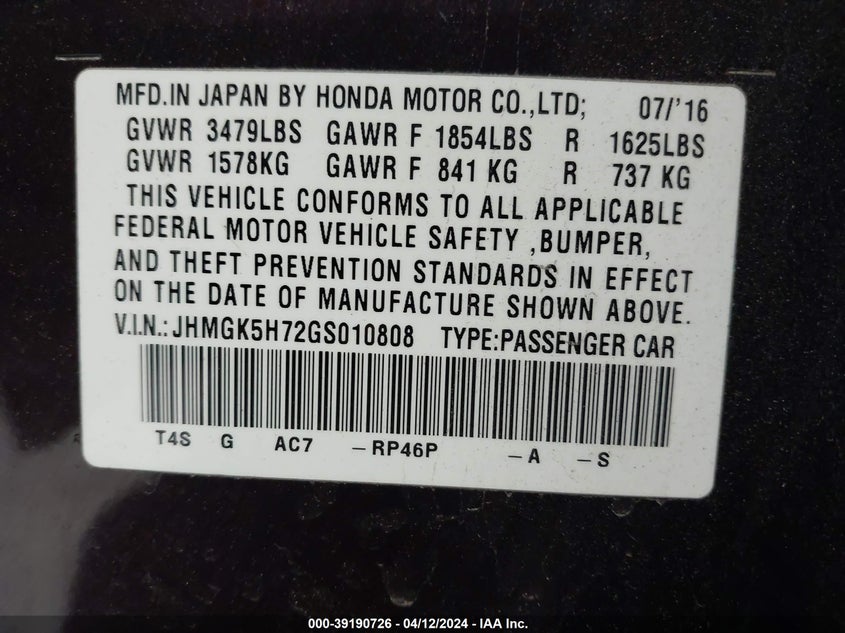 MFD.IN JAPAN BY HONDA MOTOR CO.,LTD; 07/'16
GVWR 3479LBS GAWR F 1854LBS R 1625LBS
GVWR 1578KG GAWR F 841 KG R 737 KG
THIS VEHICLE CONFORMS TO ALL APPLICABLE
FEDERAL MOTOR VEHICLE SAFETY ,BUMPER,
AND THEFT PREVENTION STANDARDS IN EFFECT
ON THE DATE OF MANUFACTURE SHOWN ABOVE.
V.I.N.: JHMGK5H72GS010808 TYPE:PASSENGER CAR
T4S G AC7 –RP46P –A –S
000-39190726 - 04/12/2024 - IAA Inc.